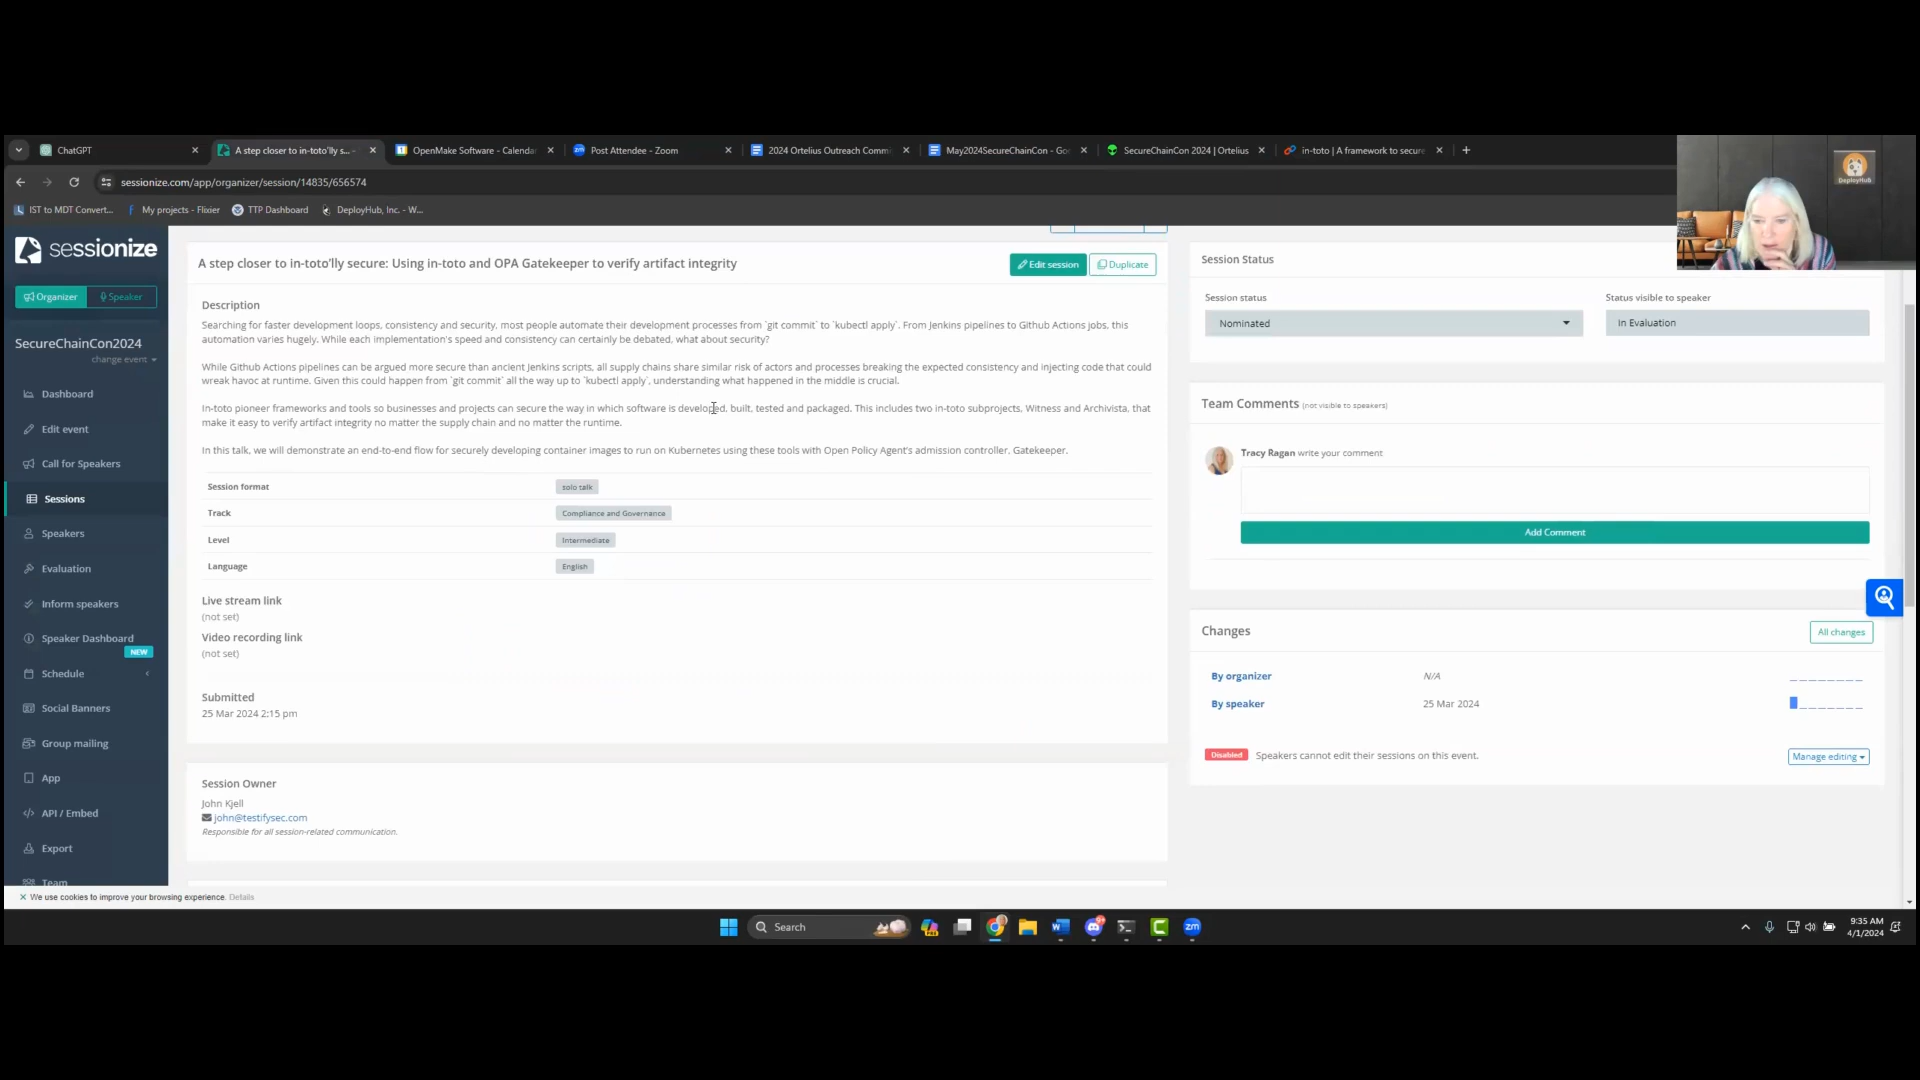 ChatGPT
A step closer to in-toto'lly s...
OpenMake Software - Calenda
Post Attendee - Zoom
2024 Ortelius Outreach Comm
May2024SecureChainCon - Go
SecureChainCon 2024 | Ortelius
in-toto | A framework to secure
sessionize.com/app/organizer/session/14835/656574
IST to MDT Convert...
My projects - Flixier
TTP Dashboard
DeployHub, Inc. - W...
DeployHub
sessionize
Organizer
Speaker
SecureChainCon2024
change event
Dashboard
Edit event
Call for Speakers
Sessions
Speakers
Evaluation
Inform speakers
Speaker Dashboard
NEW
Schedule
Social Banners
Group mailing
App
API / Embed
Export
Team
A step closer to in-toto'lly secure: Using in-toto and OPA Gatekeeper to verify artifact integrity
Edit session
Duplicate
Description
Searching for faster development loops, consistency and security, most people automate their development processes from `git commit` to `kubectl apply`. From Jenkins pipelines to Github Actions jobs, this
automation varies hugely. While each implementation's speed and consistency can certainly be debated, what about security?
While Github Actions pipelines can be argued more secure than ancient Jenkins scripts, all supply chains share similar risk of actors and processes breaking the expected consistency and injecting code that could
wreak havoc at runtime. Given this could happen from `git commit` all the way up to `kubectl apply`, understanding what happened in the middle is crucial.
In-toto pioneer frameworks and tools so businesses and projects can secure the way in which software is developed, built, tested and packaged. This includes two in-toto subprojects, Witness and Archivista, that
make it easy to verify artifact integrity no matter the supply chain and no matter the runtime.
In this talk, we will demonstrate an end-to-end flow for securely developing container images to run on Kubernetes using these tools with Open Policy Agent's admission controller. Gatekeeper.
Session format
solo talk
Track
Compliance and Governance
Level
Intermediate
Language
English
Live stream link
(not set)
Video recording link
(not set)
Submitted
25 Mar 2024 2:15 pm
Session Owner
John Kjell
john@testifysec.com
Responsible for all session-related communication.
Session Status
Session status
Nominated
Status visible to speaker
In Evaluation
Team Comments (not visible to speakers)
Tracy Ragan write your comment
Add Comment
Changes
All changes
By organizer
N/A
By speaker
25 Mar 2024
Disabled
Speakers cannot edit their sessions on this event.
Manage editing
We use cookies to improve your browsing experience. Details
Search
zm
9:35 AM
4/1/2024